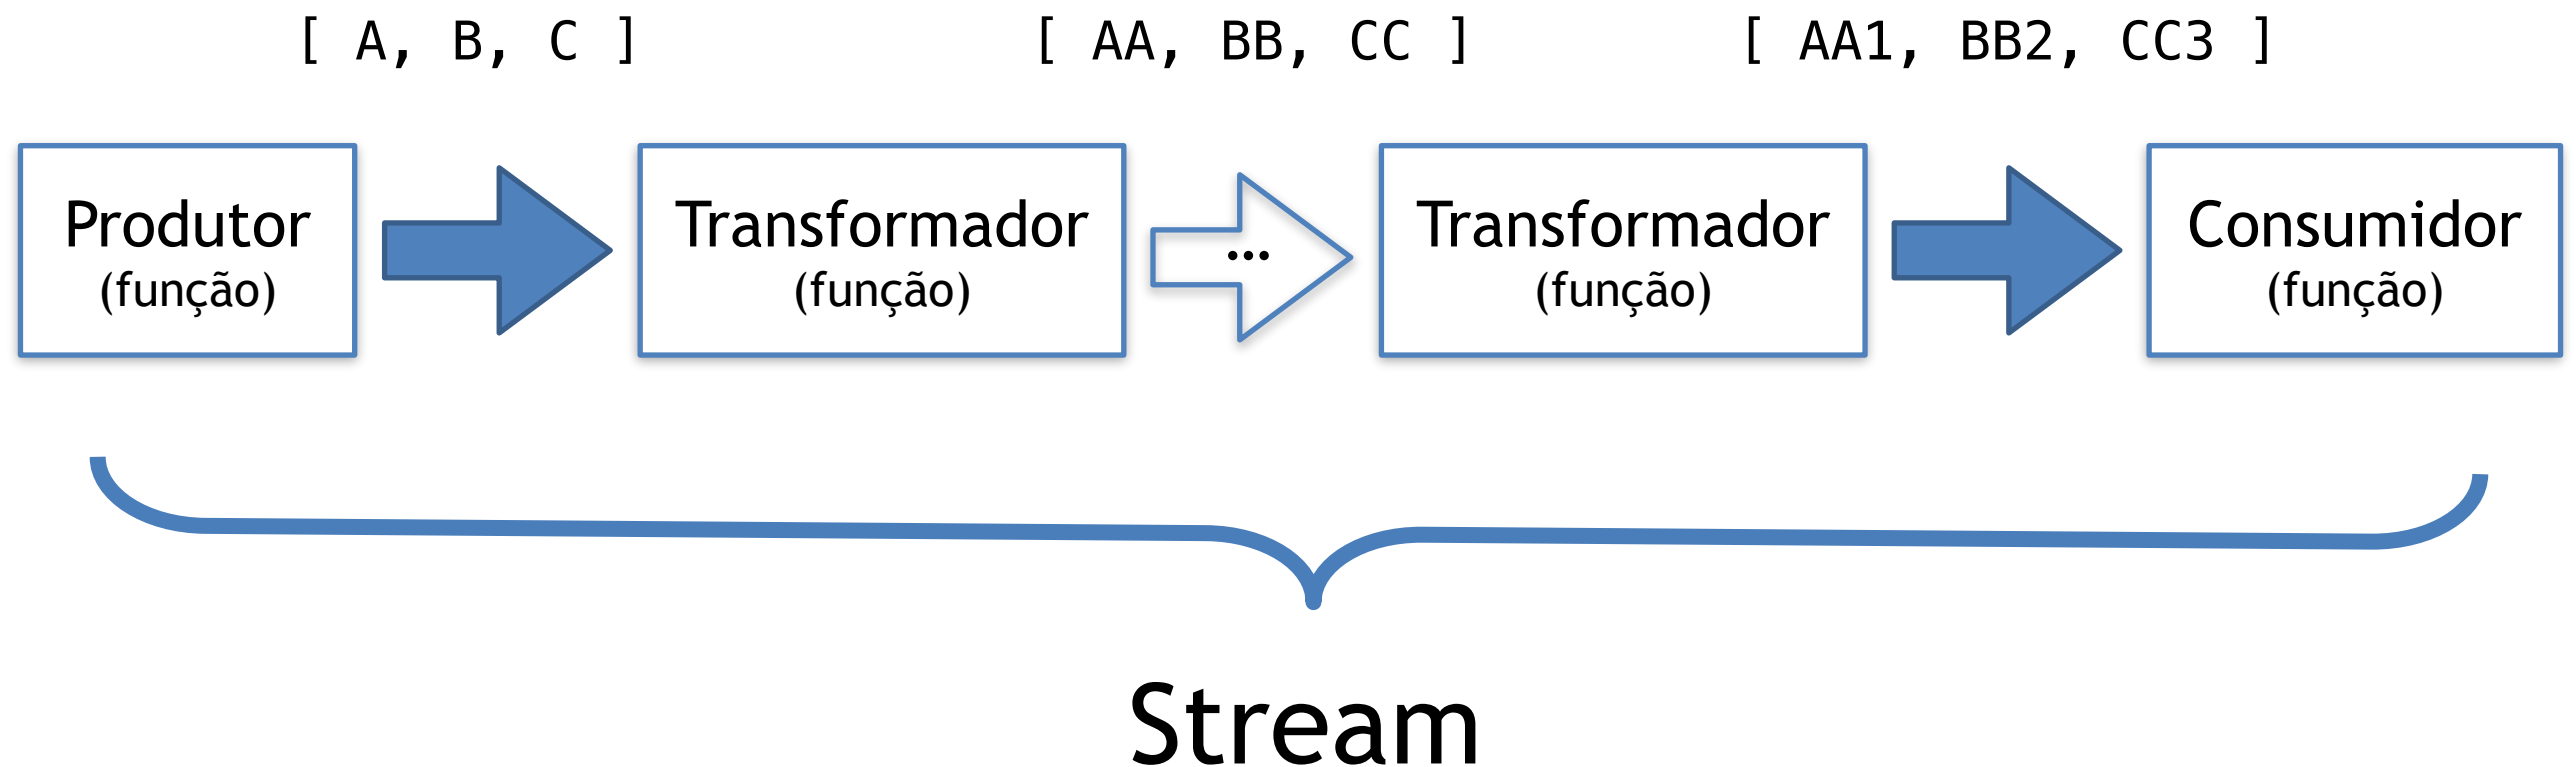 [ A, B, C ]
[ AA, BB, CC ]
[ AA1, BB2, CC3 ]
Produtor
(função)
Transformador
(função)
...
Transformador
(função)
Consumidor
(função)
Stream